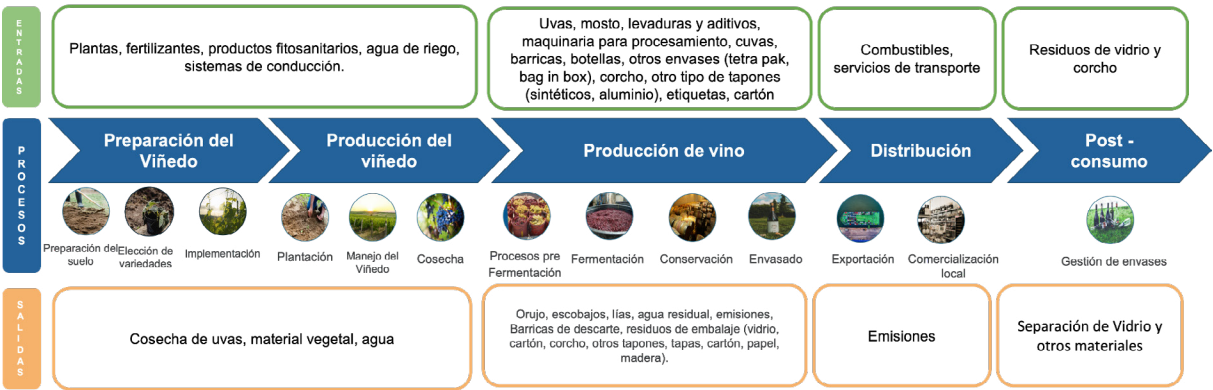 ENTRADAS
Plantas, fertilizantes, productos fitosanitarios, agua de riego,
sistemas de conducción.
Uvas, mosto, levaduras y aditivos,
maquinaria para procesamiento, cuvas,
barricas, botellas, otros envases (tetra pak,
bag in box), corcho, otro tipo de tapones
(sintéticos, aluminio), etiquetas, cartón
Combustibles,
servicios de transporte
Residuos de vidrio y
corcho
PROCESOS
Preparación del
Viñedo
Producción del
viñedo
Producción de vino
Distribución
Post -
consumo
Preparación del
suelo
Elección de
variedades
Implementación
Plantación
Manejo del
Viñedo
Cosecha
Procesos pre
Fermentación
Fermentación
Conservación
Envasado
Exportación
Comercialización
local
Gestión de envases
SALIDAS
Cosecha de uvas, material vegetal, agua
Orujo, escobajos, lías, agua residual, emisiones,
Barricas de descarte, residuos de embalaje (vidrio,
cartón, corcho, otros tapones, tapas, cartón, papel,
madera).
Emisiones
Separación de Vidrio y
otros materiales